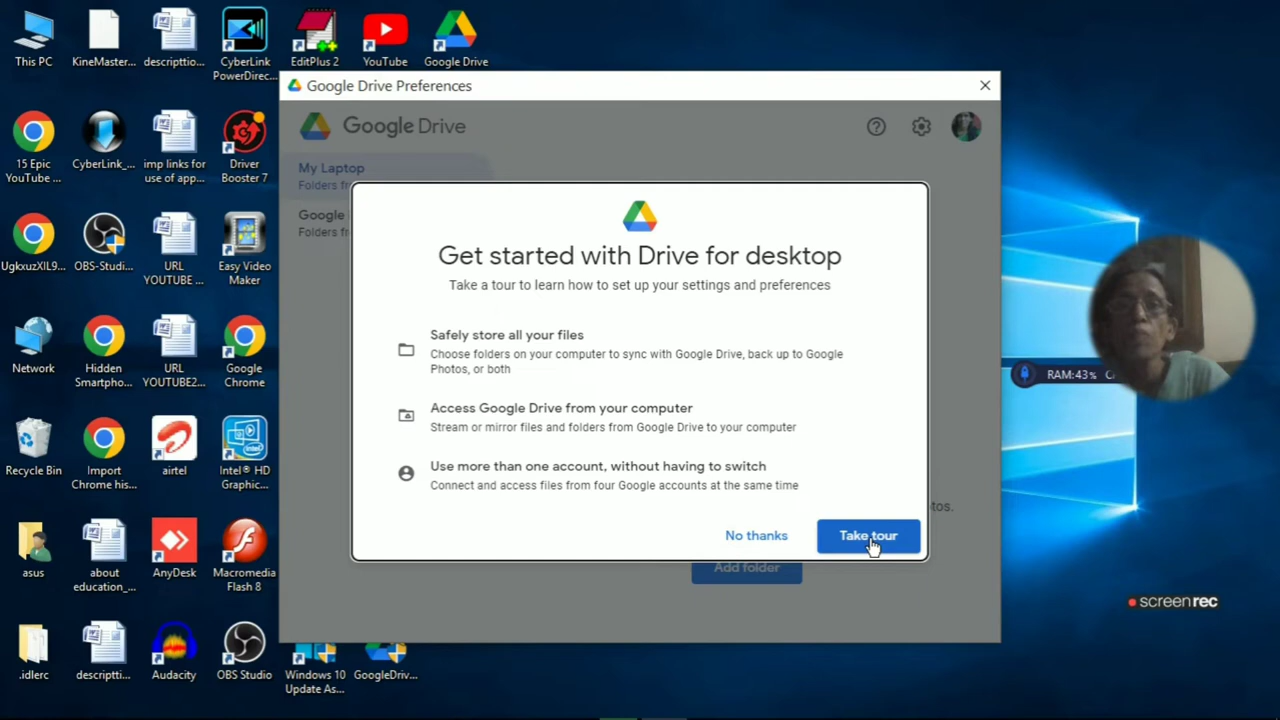 This PC
KineMaster...
descripttio...
CyberLink
PowerDirec...
EditPlus 2
YouTube
Google Drive
15 Epic
YouTube ...
CyberLink_...
imp links for
use of app...
Driver
Booster 7
UgkxuzXIL9...
OBS-Studi...
URL
YOUTUBE ...
Easy Video
Maker
Network
Hidden
Smartpho...
URL
YOUTUBE2...
Google
Chrome
Recycle Bin
Import
Chrome his...
airtel
Intel® HD
Graphic...
asus
about
education_...
AnyDesk
Macromedia
Flash 8
.idlerc
descriptti...
Audacity
OBS Studio
Windows 10
Update As...
GoogleDriv...
Google Drive Preferences
Google Drive
My Laptop
Folders fr
Google
Folders fr
Get started with Drive for desktop
Take a tour to learn how to set up your settings and preferences
Safely store all your files
Choose folders on your computer to sync with Google Drive, back up to Google
Photos, or both
Access Google Drive from your computer
Stream or mirror files and folders from Google Drive to your computer
Use more than one account, without having to switch
Connect and access files from four Google accounts at the same time
otos.
No thanks
Take tour
Add folder
RAM:43% C
screenrec